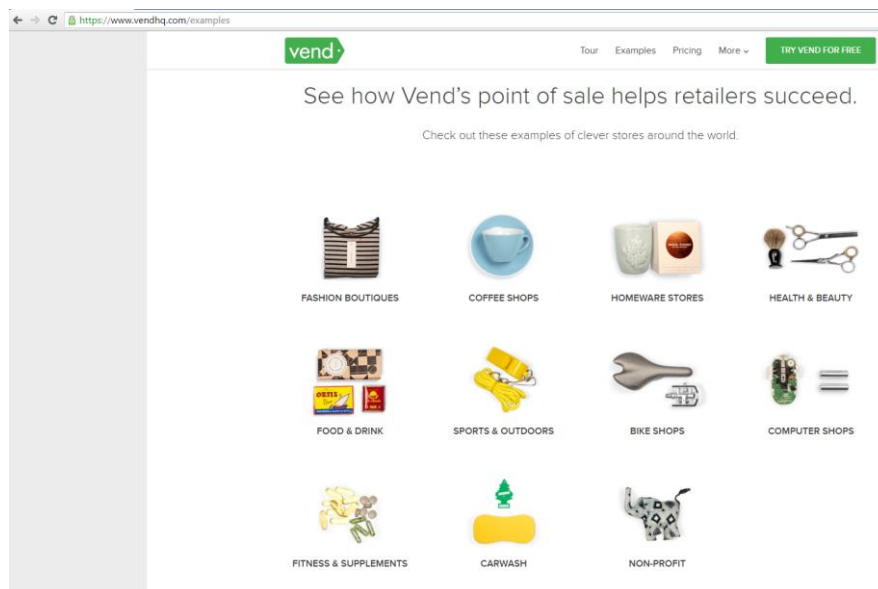 https://www.vendhq.com/examples
vend
Tour Examples Pricing More TRY VEND FOR FREE
See how Vend's point of sale helps retailers succeed.
Check out these examples of clever stores around the world.
FASHION BOUTIQUES COFFEE SHOPS HOMEWARE STORES HEALTH & BEAUTY
ORTIZ
FOOD & DRINK SPORTS & OUTDOORS BIKE SHOPS COMPUTER SHOPS
FITNESS & SUPPLEMENTS CARWASH NON-PROFIT